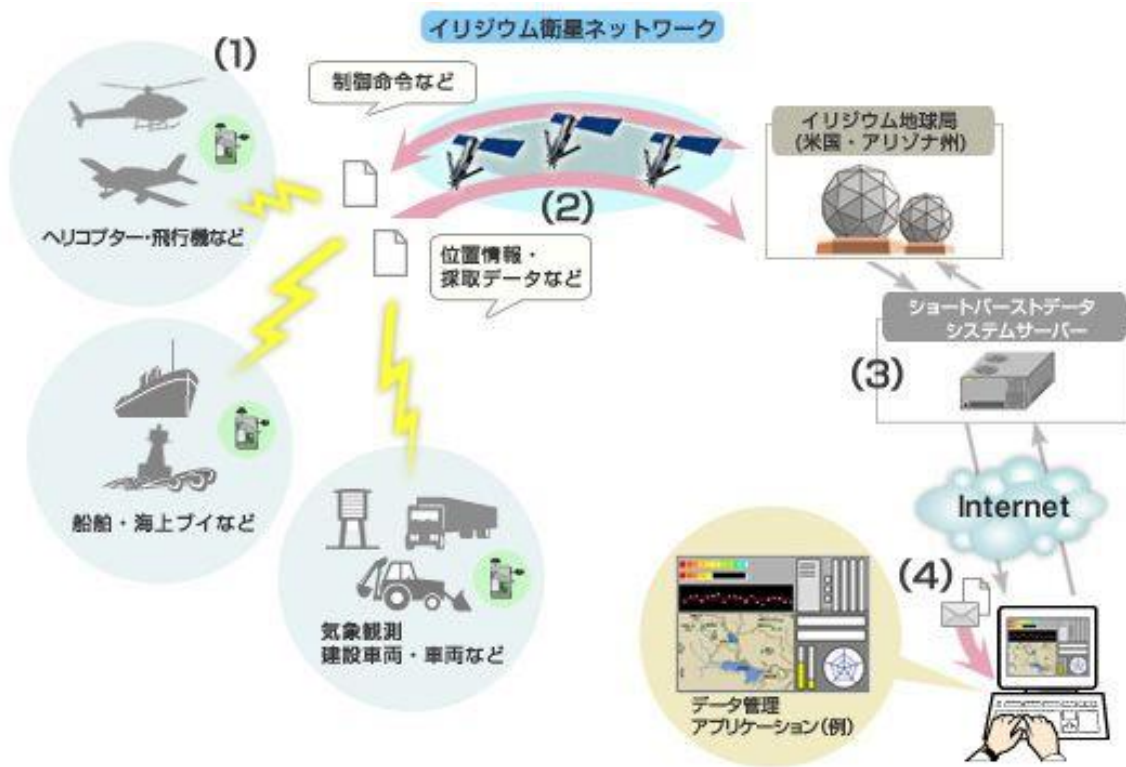 イリジウム衛星ネットワーク
(1)
制御命令など
イリジウム地球局
(米国・アリゾナ州)
(2)
ヘリコプター・飛行機など
位置情報・
採取データなど
ショートバーストデータ
システムサーバー
(3)
船舶・海上ブイなど
Internet
(4)
気象観測
建設車両・車両など
データ管理
アプリケーション(例)